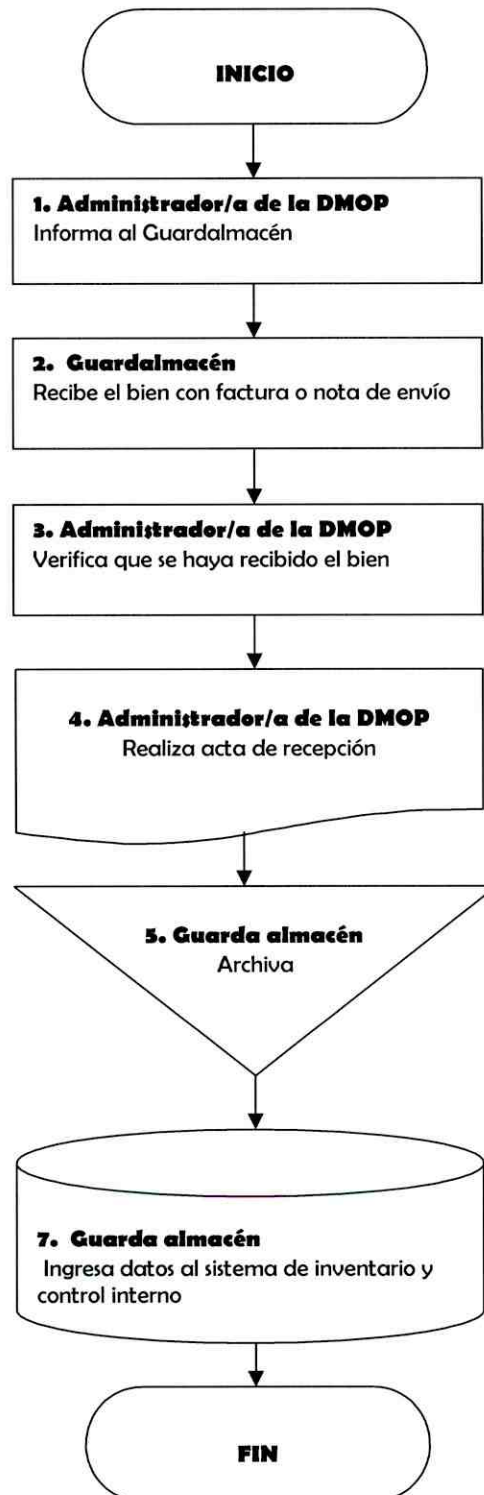 INICIO
1. Administrador/a de la DMOP
Informa al Guardalmacén
2. Guardalmacén
Recibe el bien con factura o nota de envío
3. Administrador/a de la DMOP
Verifica que se haya recibido el bien
4. Administrador/a de la DMOP
Realiza acta de recepción
5. Guarda almacén
Archiva
7. Guarda almacén
Ingresa datos al sistema de inventario y
control interno
FIN